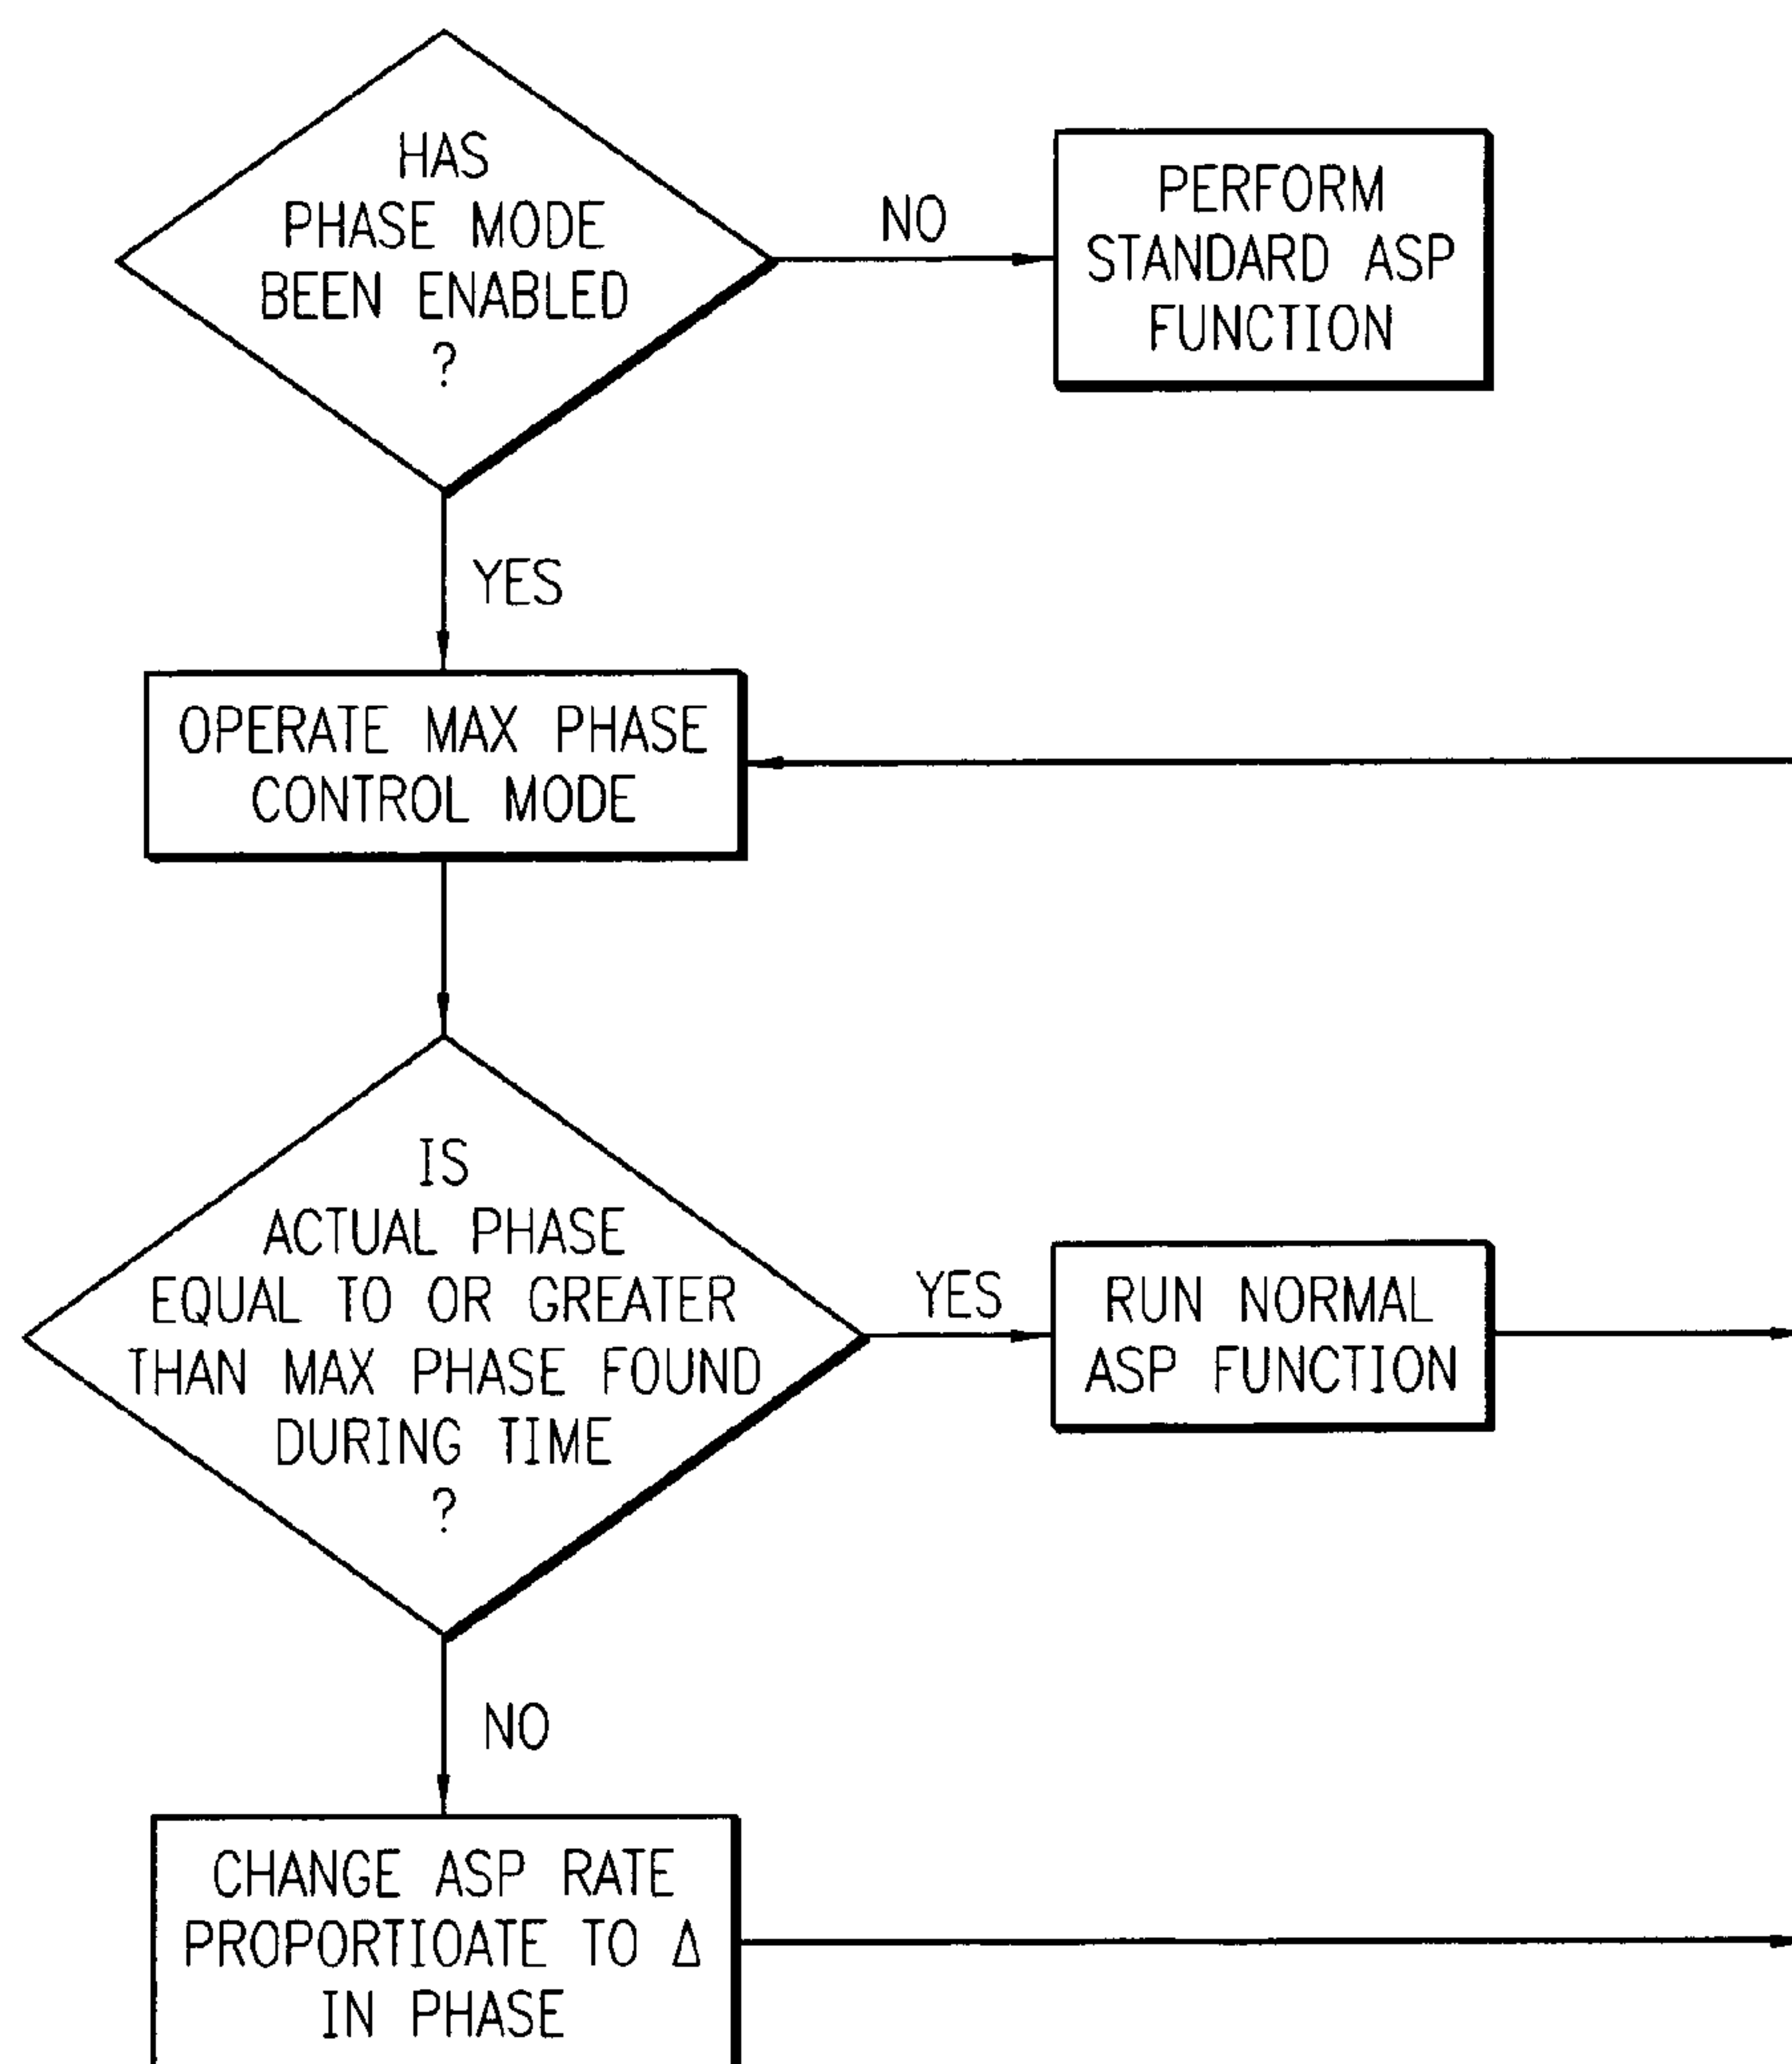 HAS
PHASE MODE
BEEN ENABLED
?
NO
PERFORM
STANDARD ASP
FUNCTION
YES
OPERATE MAX PHASE
CONTROL MODE
IS
ACTUAL PHASE
EQUAL TO OR GREATER
THAN MAX PHASE FOUND
DURING TIME
?
YES
RUN NORMAL
ASP FUNCTION
NO
CHANGE ASP RATE
PROPORTIOATE TO Δ
IN PHASE